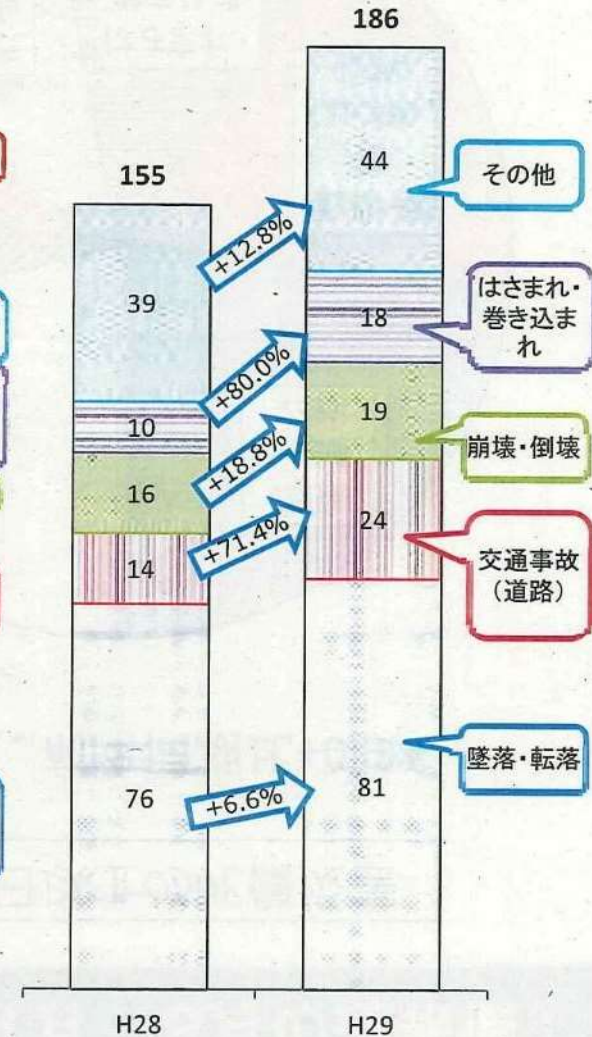 186
155
44
その他
+12.8%
39
はさまれ・
巻き込ま
れ
18
+80.0%
10
19
崩壊・倒壊
+18.8%
16
24
+71.4%
交通事故
(道路)
14
墜落・転落
76
+6.6%
81
H28
H29